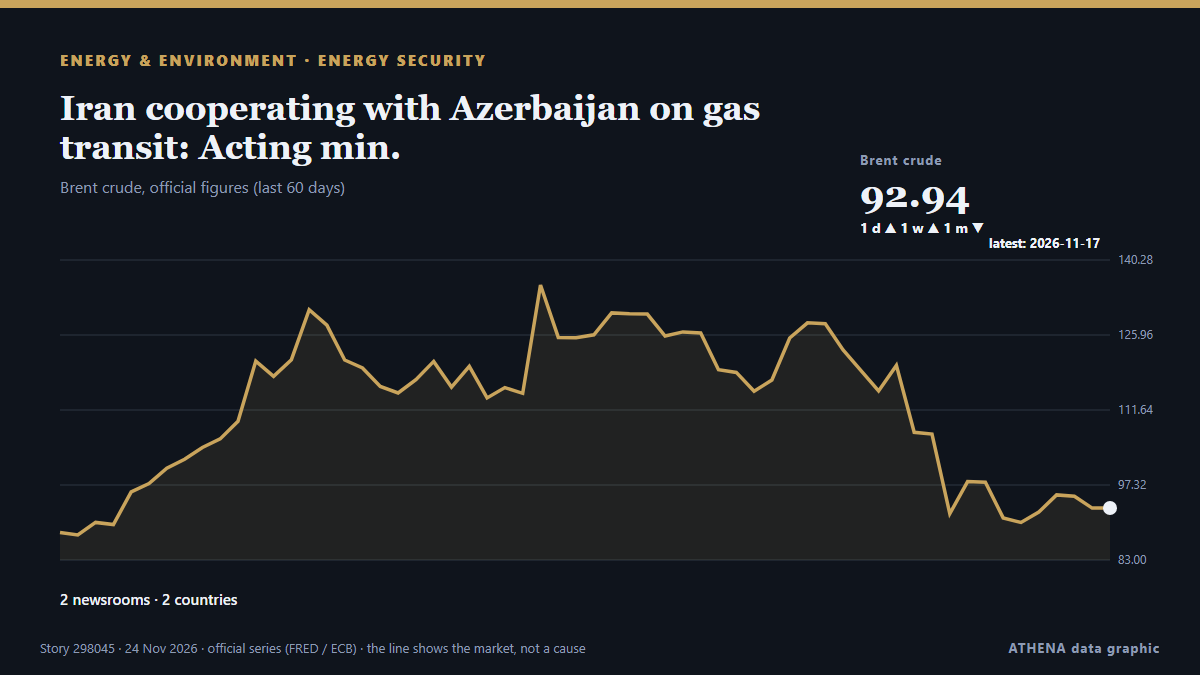 ENERGY & ENVIRONMENT · ENERGY SECURITY
Iran cooperating with Azerbaijan on gas
transit: Acting min.
Brent crude, official figures (last 60 days)
Brent crude
92.94
1 d ▲ 1 w ▲ 1 m ▼
latest: 2026-11-17
140.28
125.96
111.64
97.32
83.00
2 newsrooms · 2 countries
Story 298045 · 24 Nov 2026 · official series (FRED / ECB) · the line shows the market, not a cause
ATHENA data graphic